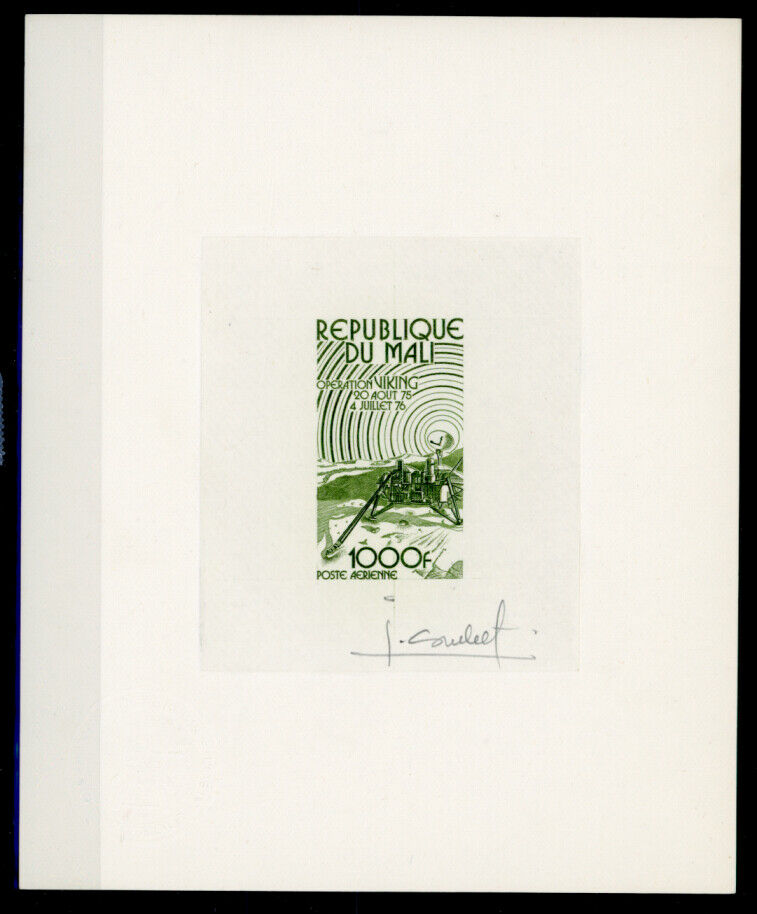 REPUBLIQUE
DU MALI
OPERATION VIKING
20 AOUT 75
4 JUILLET 76
1000F
POSTE AERIENNE